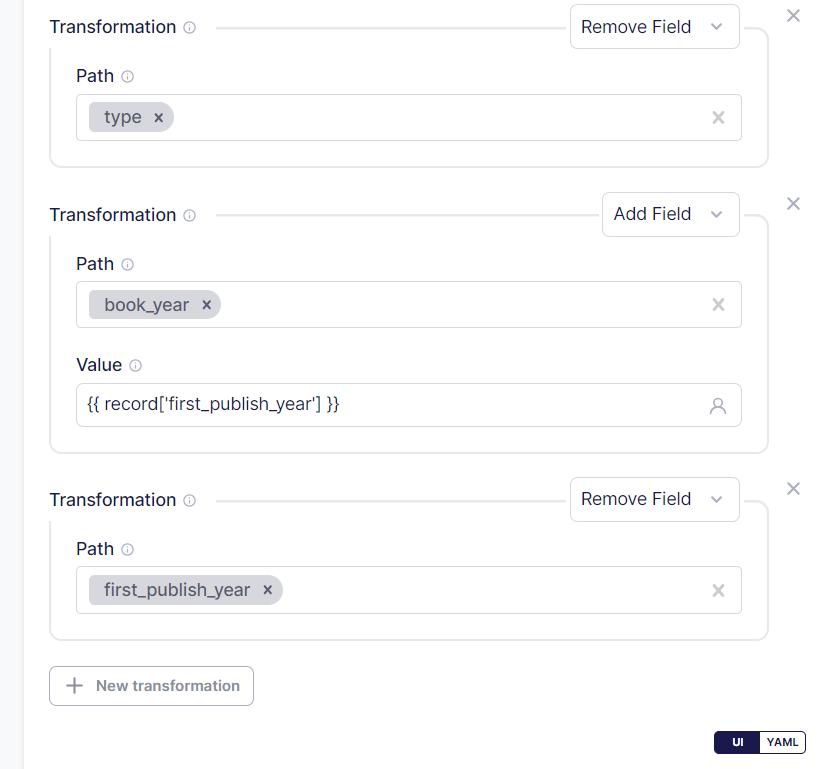 Transformation Remove Field
Path
type
Transformation Add Field
Path
book_year
Value
{{ record['first_publish_year'] }}
Transformation Remove Field
Path
first_publish_year
New transformation
UI YAML